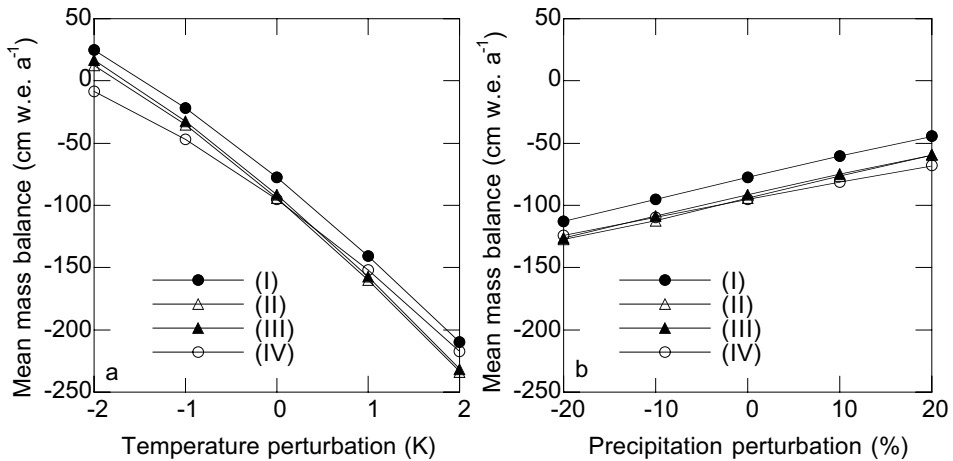 Mean mass balance (cm w.e. a-1)
50
0
-50
-100
-150
-200
-250
(I)
(II)
(III)
(IV)
a
-2
-1
0
1
2
Temperature perturbation (K)
Mean mass balance (cm w.e. a-1)
50
0
-50
-100
-150
-200
-250
(I)
(II)
(III)
(IV)
b
-20
-10
0
10
20
Precipitation perturbation (%)